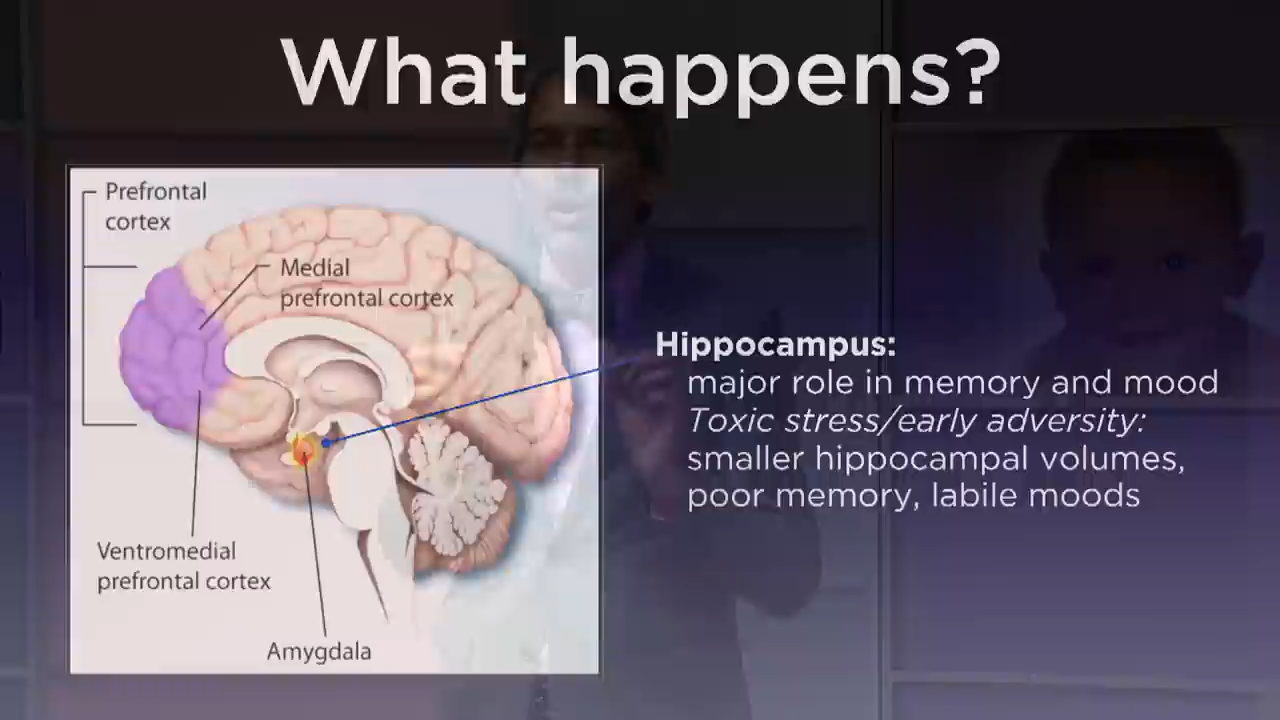 What happens?
Prefrontal
cortex
Medial
prefrontal cortex
Ventromedial
prefrontal cortex
Amygdala
Hippocampus:
major role in memory and mood
Toxic stress/early adversity:
smaller hippocampal volumes,
poor memory, labile moods